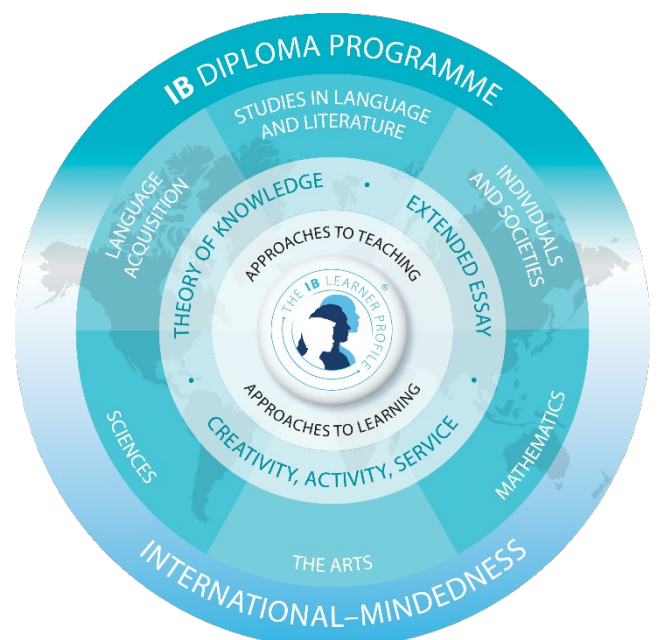 IB DIPLOMA PROGRAMME
STUDIES IN LANGUAGE
AND LITERATURE
LANGUAGE
ACQUISITION
INDIVIDUALS
AND SOCIETIES
THEORY OF KNOWLEDGE
·
EXTENDED ESSAY
APPROACHES TO TEACHING
THE IB LEARNER PROFILE
®
APPROACHES TO LEARNING
·
CREATIVITY, ACTIVITY, SERVICE
·
SCIENCES
MATHEMATICS
THE ARTS
INTERNATIONAL–MINDEDNESS